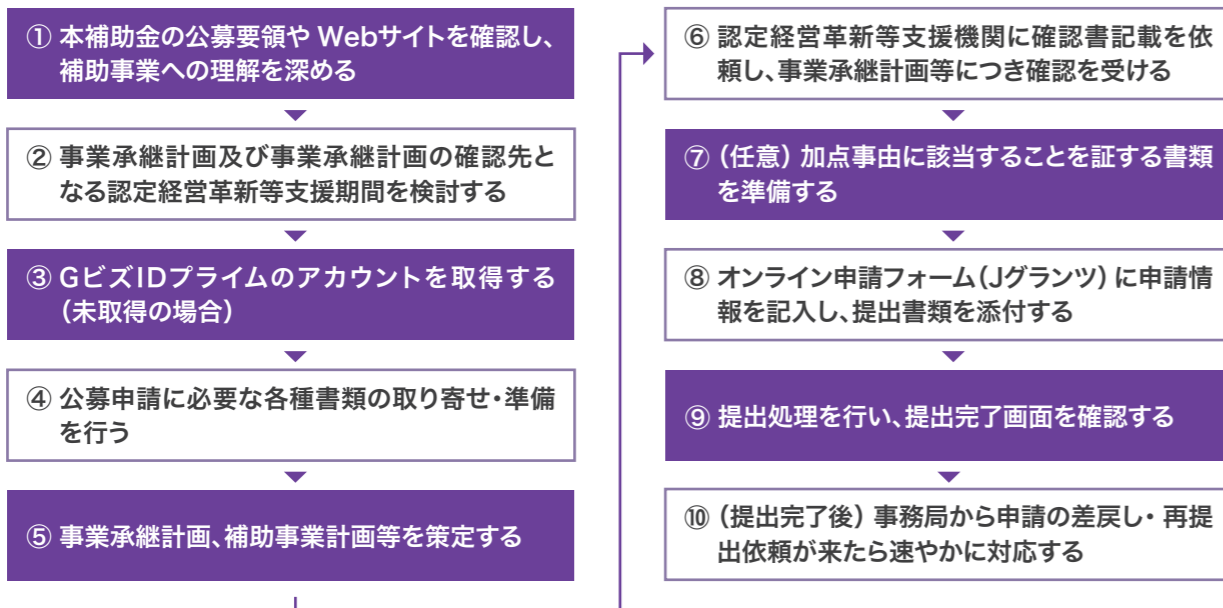 ① 本補助金の公募要領や Webサイトを確認し、
補助事業への理解を深める
② 事業承継計画及び事業承継計画の確認先と
なる認定経営革新等支援期間を検討する
③ GビズIDプライムのアカウントを取得する
（未取得の場合）
④ 公募申請に必要な各種書類の取り寄せ・準備
を行う
⑤ 事業承継計画、補助事業計画等を策定する
⑥ 認定経営革新等支援機関に確認書記載を依
頼し、事業承継計画等につき確認を受ける
⑦（任意）加点事由に該当することを証する書類
を準備する
⑧ オンライン申請フォーム（Jグランツ）に申請情
報を記入し、提出書類を添付する
⑨ 提出処理を行い、提出完了画面を確認する
⑩（提出完了後）事務局から申請の差戻し・再提
出依頼が来たら速やかに対応する